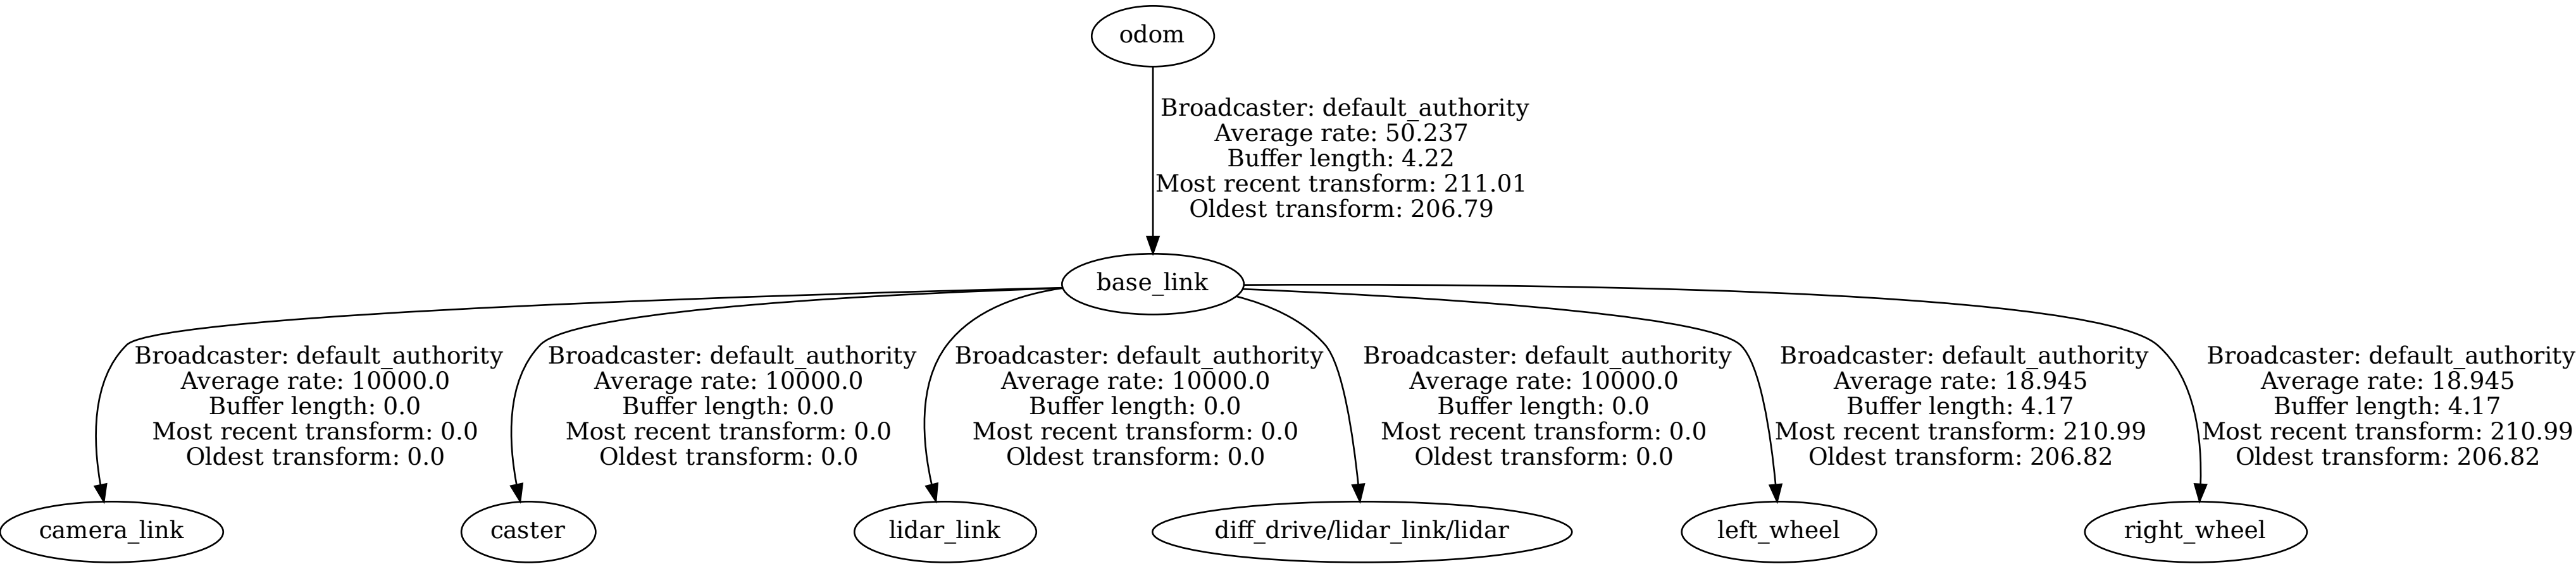 odom
Broadcaster: default_authority
Average rate: 50.237
Buffer length: 4.22
Most recent transform: 211.01
Oldest transform: 206.79
base_link
Broadcaster: default_authority
Average rate: 10000.0
Buffer length: 0.0
Most recent transform: 0.0
Oldest transform: 0.0
Broadcaster: default_authority
Average rate: 10000.0
Buffer length: 0.0
Most recent transform: 0.0
Oldest transform: 0.0
Broadcaster: default_authority
Average rate: 10000.0
Buffer length: 0.0
Most recent transform: 0.0
Oldest transform: 0.0
Broadcaster: default_authority
Average rate: 10000.0
Buffer length: 0.0
Most recent transform: 0.0
Oldest transform: 0.0
Broadcaster: default_authority
Average rate: 18.945
Buffer length: 4.17
Most recent transform: 210.99
Oldest transform: 206.82
Broadcaster: default_authority
Average rate: 18.945
Buffer length: 4.17
Most recent transform: 210.99
Oldest transform: 206.82
camera_link
caster
lidar_link
diff_drive/lidar_link/lidar
left_wheel
right_wheel